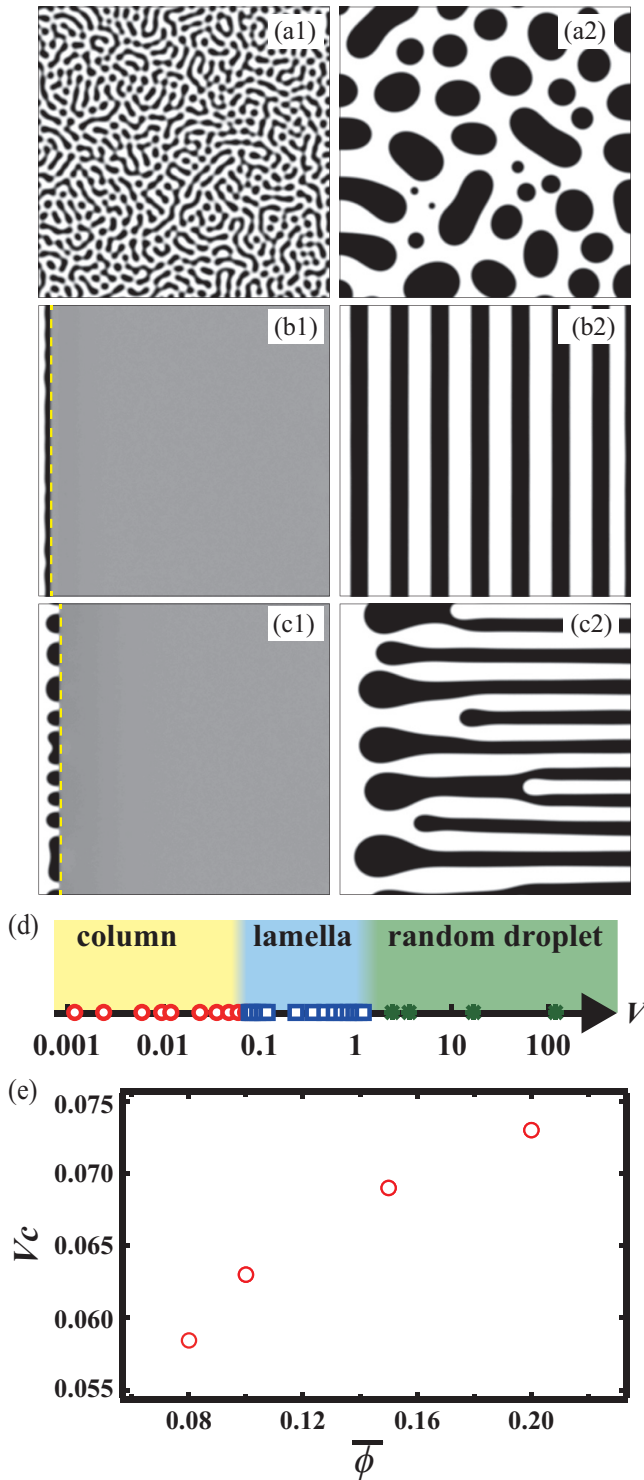 (a1) (a2)
(b1) (b2)
(c1) (c2)
(d)
column lamella random droplet
V
0.001 0.01 0.1 1 10 100
(e)
0.075
0.070
0.065
0.060
0.055
Vc
0.08 0.12 0.16 0.20
ϕ̅